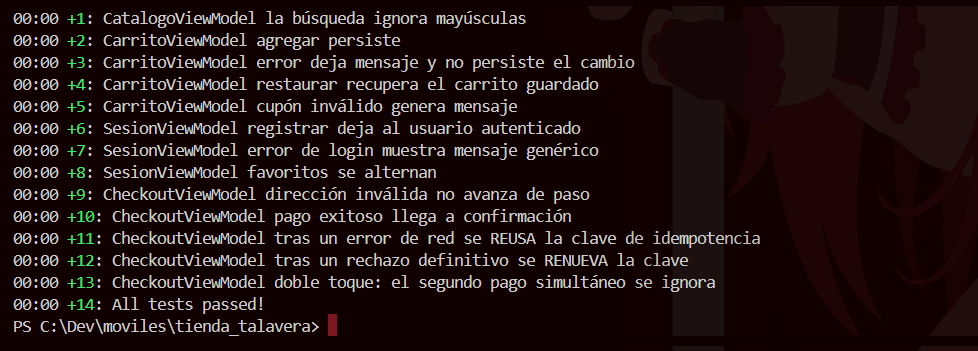 00:00 +1: CatalogoViewModel la búsqueda ignora mayúsculas
00:00 +2: CarritoViewModel agregar persiste
00:00 +3: CarritoViewModel error deja mensaje y no persiste el cambio
00:00 +4: CarritoViewModel restaurar recupera el carrito guardado
00:00 +5: CarritoViewModel cupón inválido genera mensaje
00:00 +6: SesionViewModel registrar deja al usuario autenticado
00:00 +7: SesionViewModel error de login muestra mensaje genérico
00:00 +8: SesionViewModel favoritos se alternan
00:00 +9: CheckoutViewModel dirección inválida no avanza de paso
00:00 +10: CheckoutViewModel pago exitoso llega a confirmación
00:00 +11: CheckoutViewModel tras un error de red se REUSA la clave de idempotencia
00:00 +12: CheckoutViewModel tras un rechazo definitivo se RENUEVA la clave
00:00 +13: CheckoutViewModel doble toque: el segundo pago simultáneo se ignora
00:00 +14: All tests passed!
PS C:\Dev\moviles\tienda_talavera>